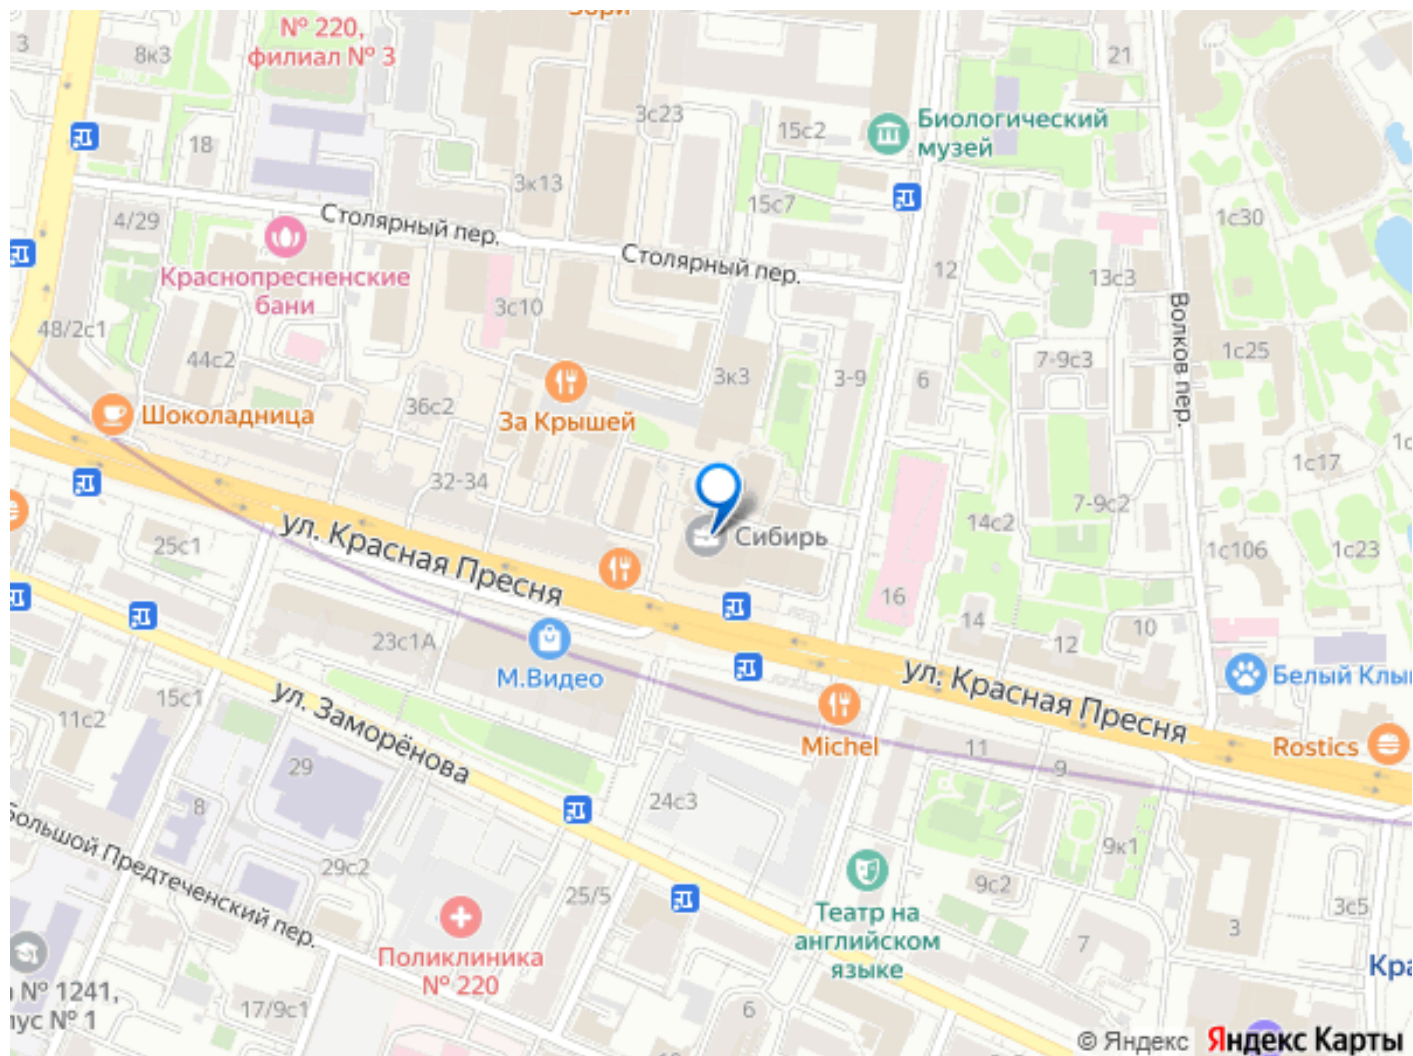 Зори
№ 220,
филиал № 3
3
8к3
21
3с23
15с2
Биологический
музей
18
3к13
15с7
1с30
4/29
Столярный пер.
Столярный пер.
12
13с3
Краснопресненские
бани
3с10
Волков пер.
48/2с1
44с2
3к3
3-9
6
7-9с3
1с25
36с2
Шоколадница
За Крышей
1с17
32-34
7-9с2
14с2
Сибирь
25с1
ул. Красная Пресня
1с106
1с23
16
14
12
10
23с1А
М.Видео
ул. Красная Пресня
Белый Клы
15с1
11с2
ул. Заморёнова
Michel
11
9
Rostics
29
8
24с3
Большой Предтеченский пер.
29с2
25/5
9к1
9с2
3с5
Театр на
английском
языке
7
3
Поликлиника
№ 220
Кра
№ 1241,
пус № 1
17/9с1
6
© Яндекс Яндекс Карты